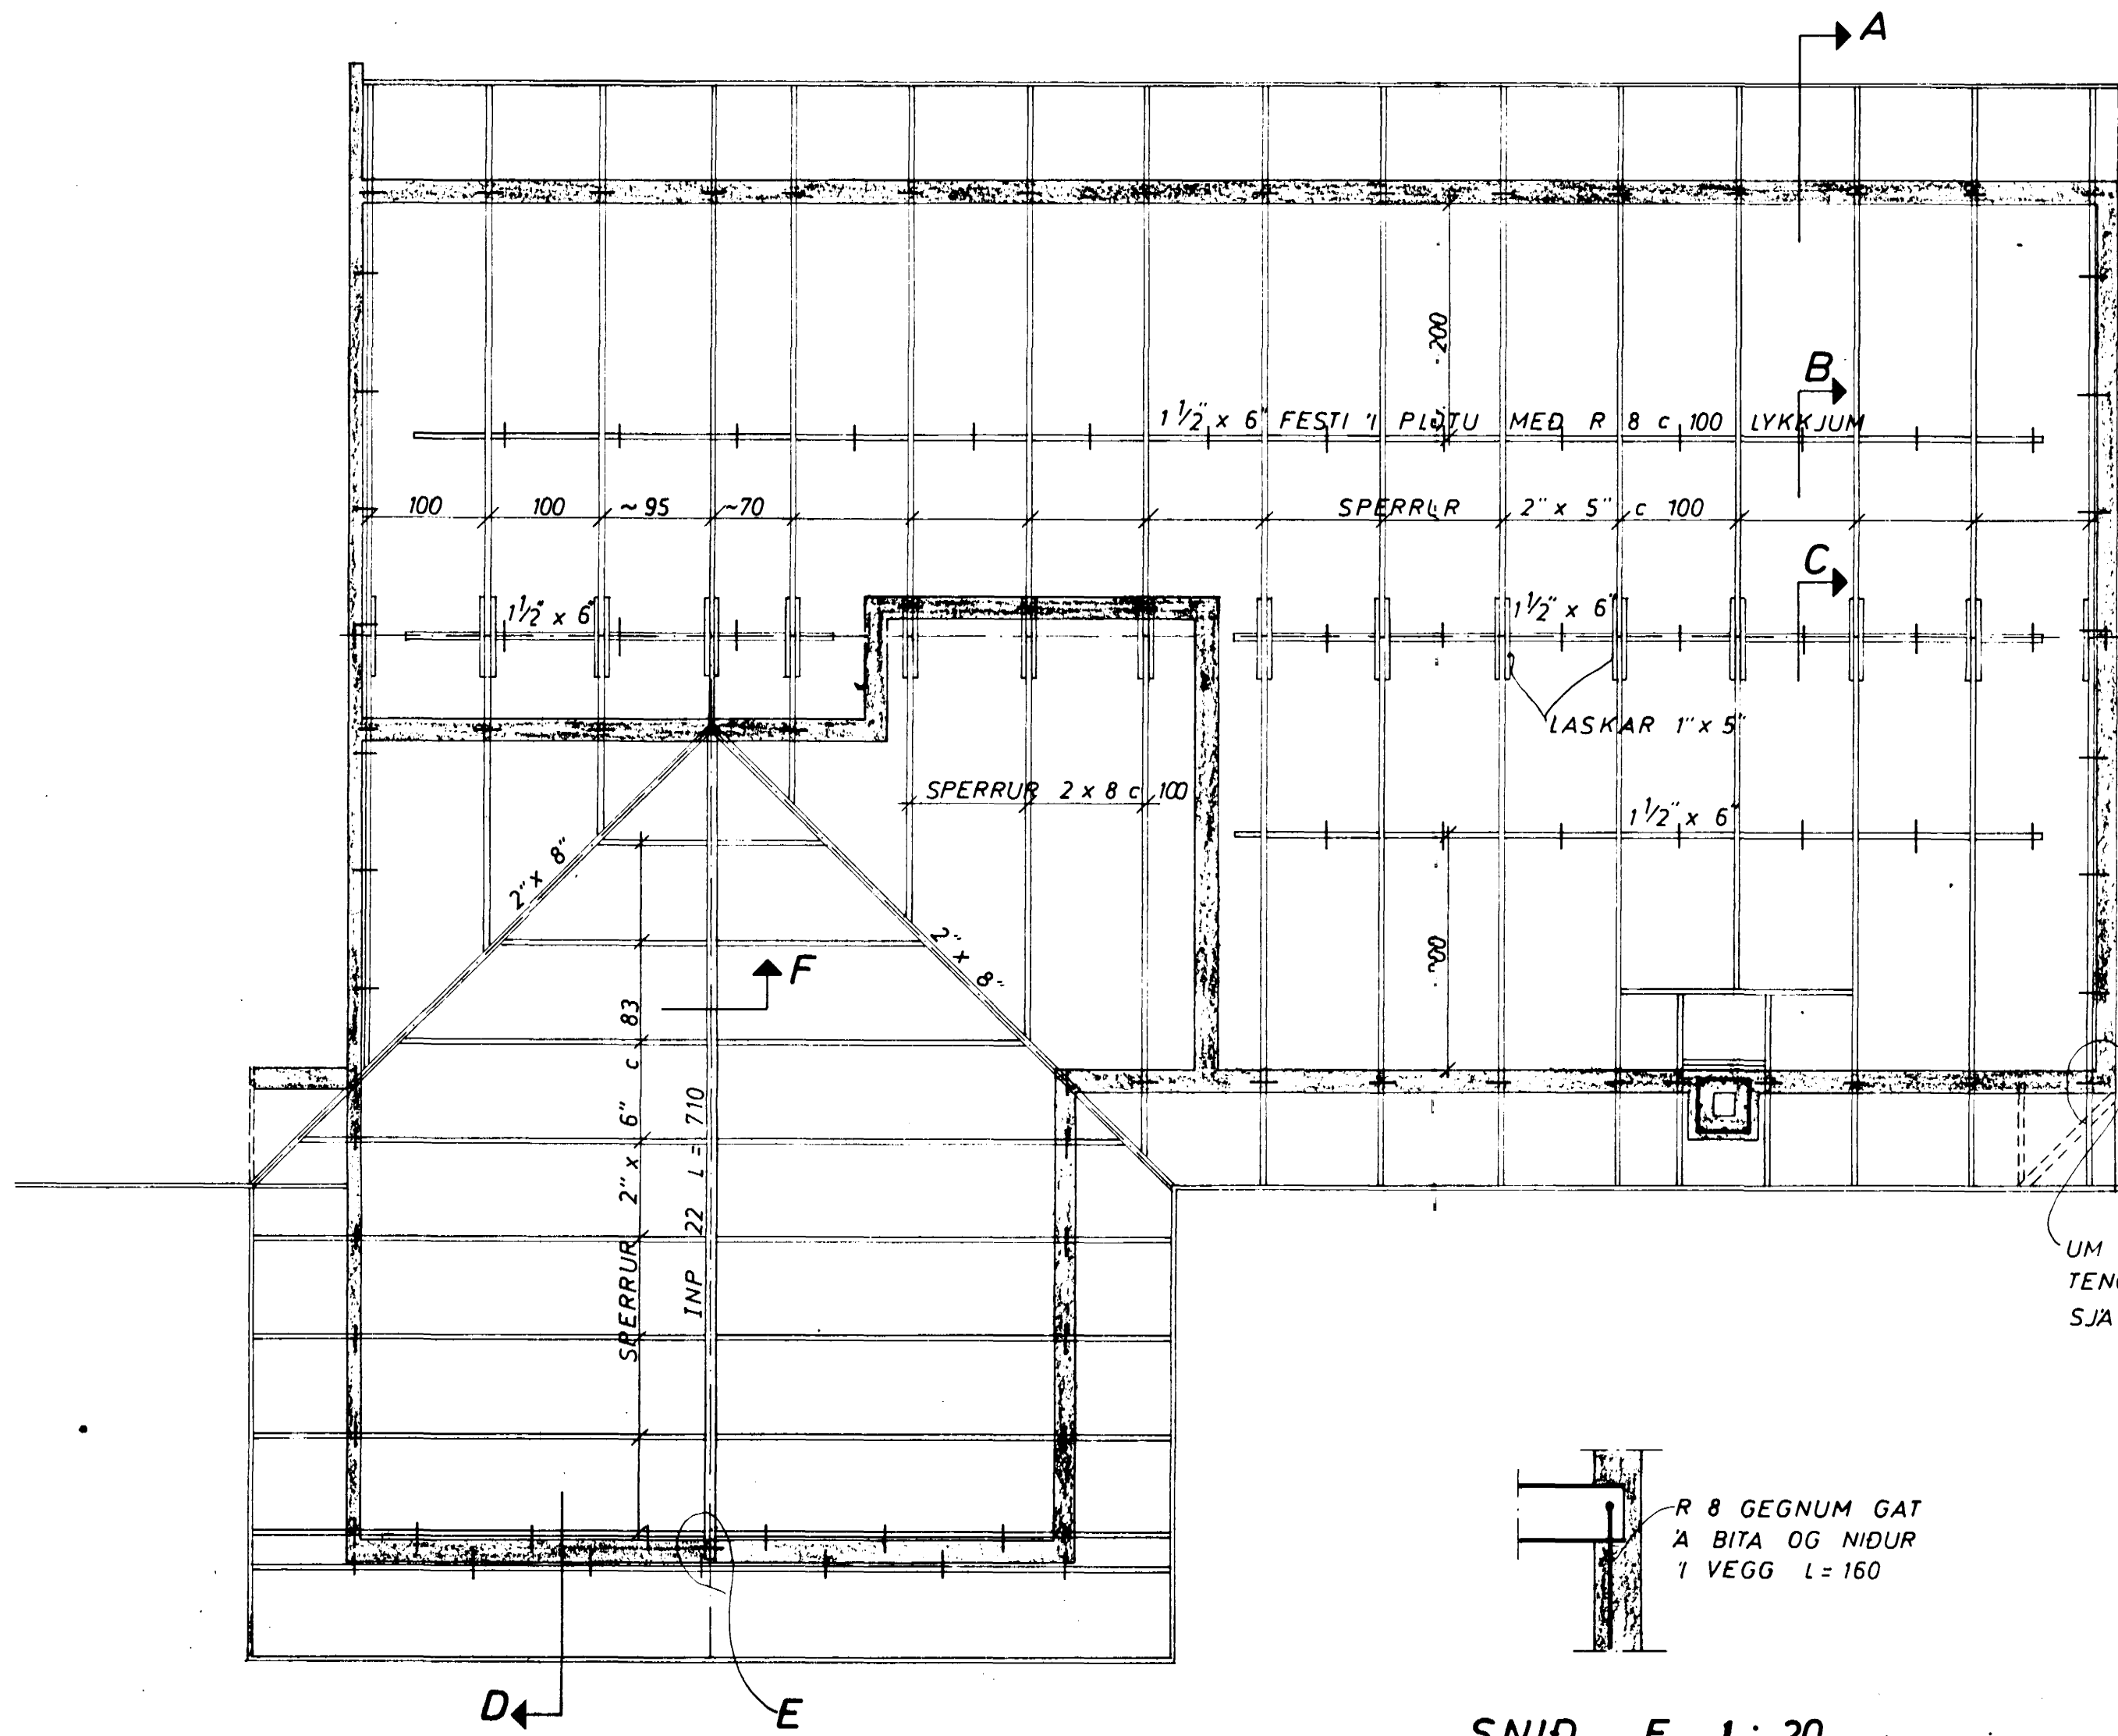 A
200
B
1 1/2" x 6" FESTI Í PLÖTU MEÐ R 8 c 100 LYKKJUM
100 100 ~95 ~70
SPERRUR 2" x 5" c 100
C
1 1/2" x 6"
1 1/2" x 6"
LASKAR 1" x 5"
SPERRUR 2 x 8 c 100
1 1/2" x 6"
2" x 8"
2" x 8"
F
SPERRUR 2" x 6" c 83
INP 22 L = 710
UM
SJÁ
R 8 GEGNUM GAT
Á BITA OG NIÐUR
Í VEGG L = 160
D
E
SNIÐ E 1 : 20